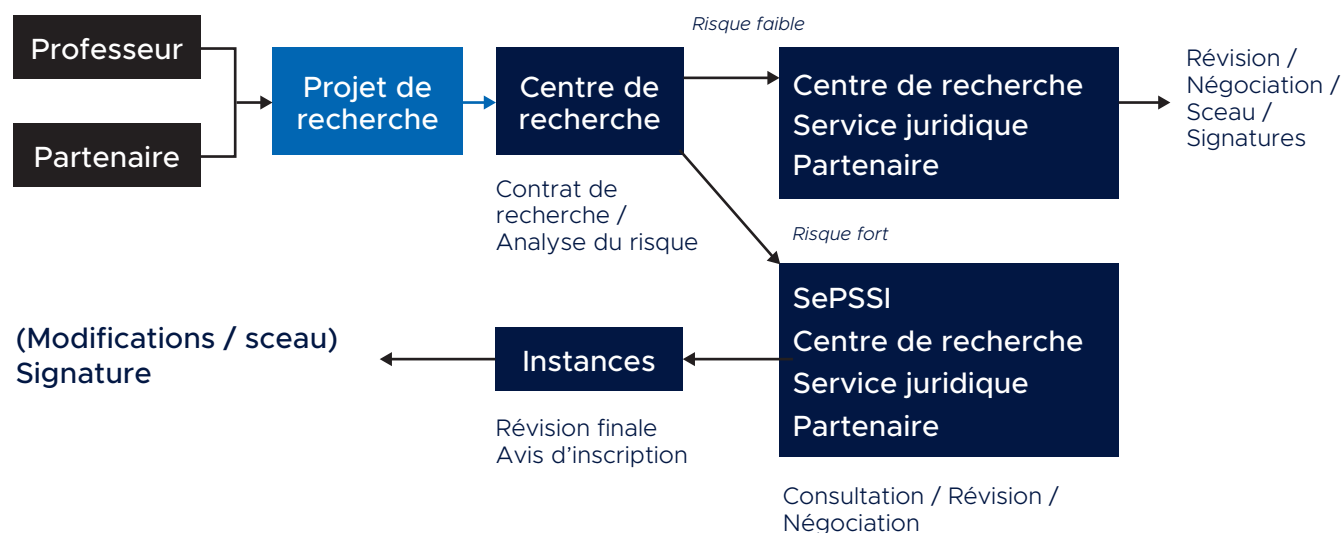 Professeur
Partenaire
Projet de
recherche
Centre de
recherche
Contrat de
recherche /
Analyse du risque
Risque faible
Centre de recherche
Service juridique
Partenaire
Révision /
Négociation /
Sceau /
Signatures
Risque fort
SePSSI
Centre de recherche
Service juridique
Partenaire
Consultation / Révision /
Négociation
Instances
Révision finale
Avis d’inscription
(Modifications / sceau)
Signature